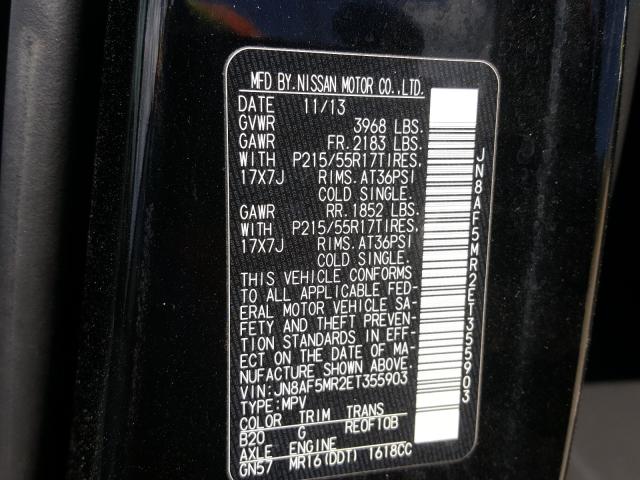 MFD BY.NISSAN MOTOR CO.,LTD.
DATE 11/13
GVWR 3968 LBS.
GAWR FR.2183 LBS.
WITH P215/55R17TIRES.
17X7J RIMS.AT36PSI
COLD SINGLE.
GAWR RR.1852 LBS.
WITH P215/55R17TIRES.
17X7J RIMS.AT36PSI
COLD SINGLE.
THIS VEHICLE CONFORMS
TO ALL APPLICABLE FED-
ERAL MOTOR VEHICLE SA-
FETY AND THEFT PREVEN-
TION STANDARDS IN EFF-
ECT ON THE DATE OF MA-
NUFACTURE SHOWN ABOVE.
VIN:JN8AF5MR2ET355903
TYPE:MPV
COLOR TRIM TRANS
B20 G RE0F10B
AXLE ENGINE
GN57 MR16(DDT) 1618CC
JN8AF5MR2ET355903